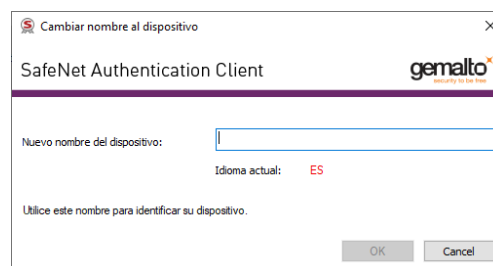 Cambiar nombre al dispositivo
SafeNet Authentication Client
gemalto
security to be free
Nuevo nombre del dispositivo:
Idioma actual: ES
Utilice este nombre para identificar su dispositivo.
OK Cancel